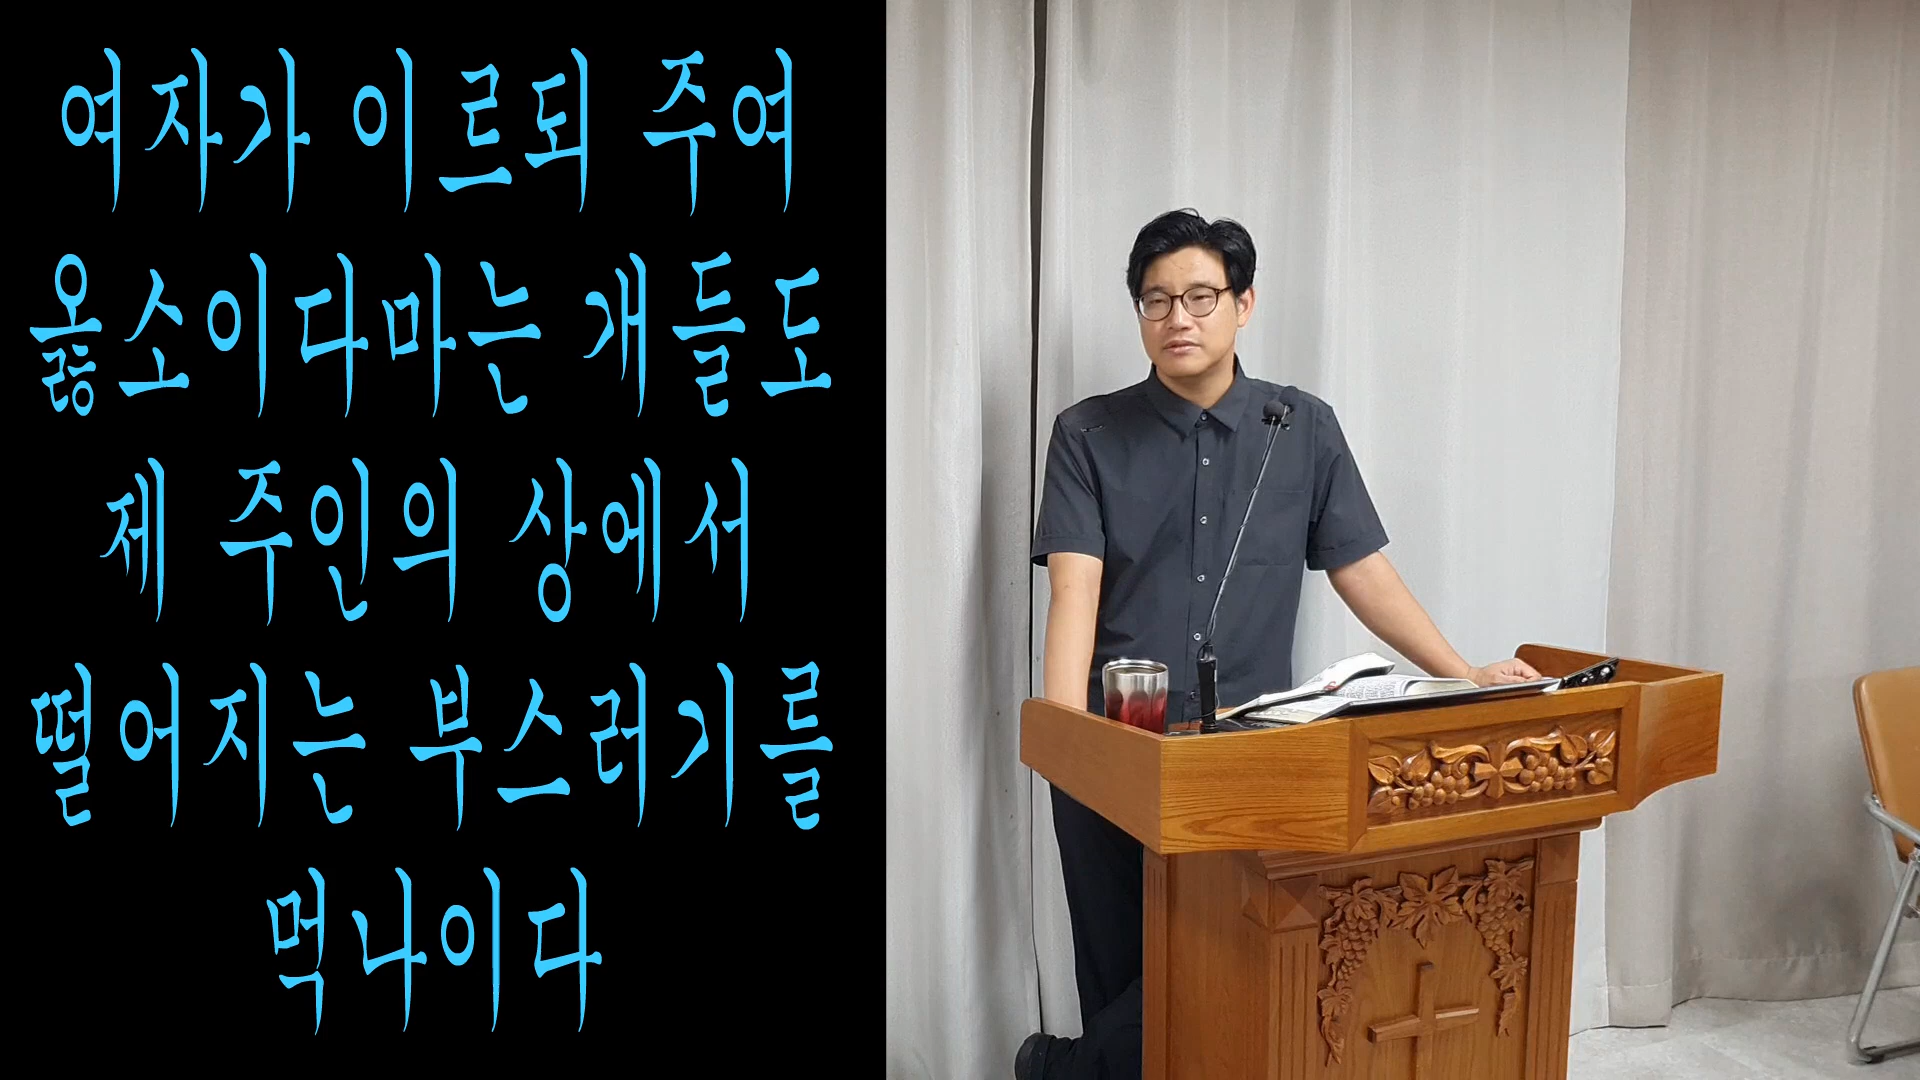 여자가 이르되 주여
옳소이다마는 개들도
제 주인의 상에서
떨어지는 부스러기를
먹나이다